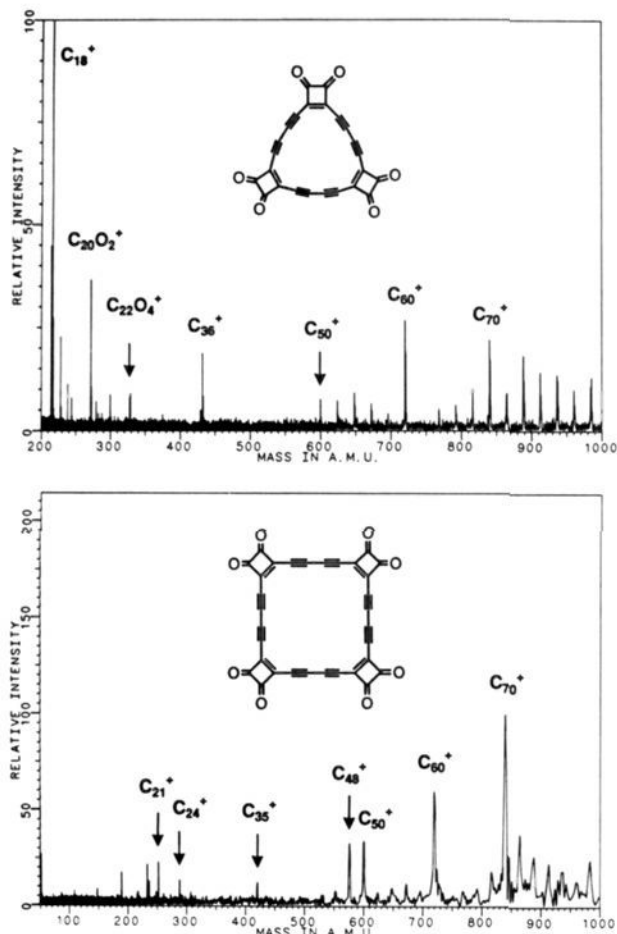 100
C18+
O O
C20O2+
50
C22O4+
C36+
C50+
C60+
C70+
O O
O O
0
RELATIVE INTENSITY
200 300 400 500 600 700 800 900 1000
MASS IN A.M.U.
200
O O
O O
150
C70+
O O
O O
100
C48+
C60+
C21+
C24+
C35+
C50+
50
0
RELATIVE INTENSITY
100 200 300 400 500 600 700 800 900 1000
MASS IN A.M.U.